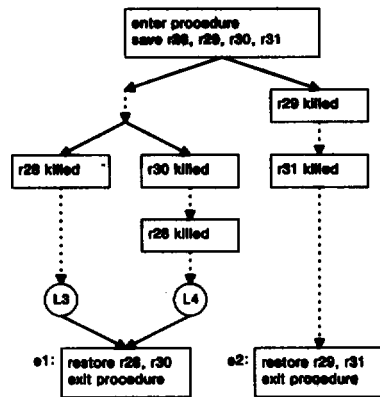 enter procedure
save r28, r29, r30, r31
r29 killed
r28 killed
r30 killed
r31 killed
r28 killed
L3
L4
e1:
restore r28, r30
exit procedure
e2:
restore r29, r31
exit procedure